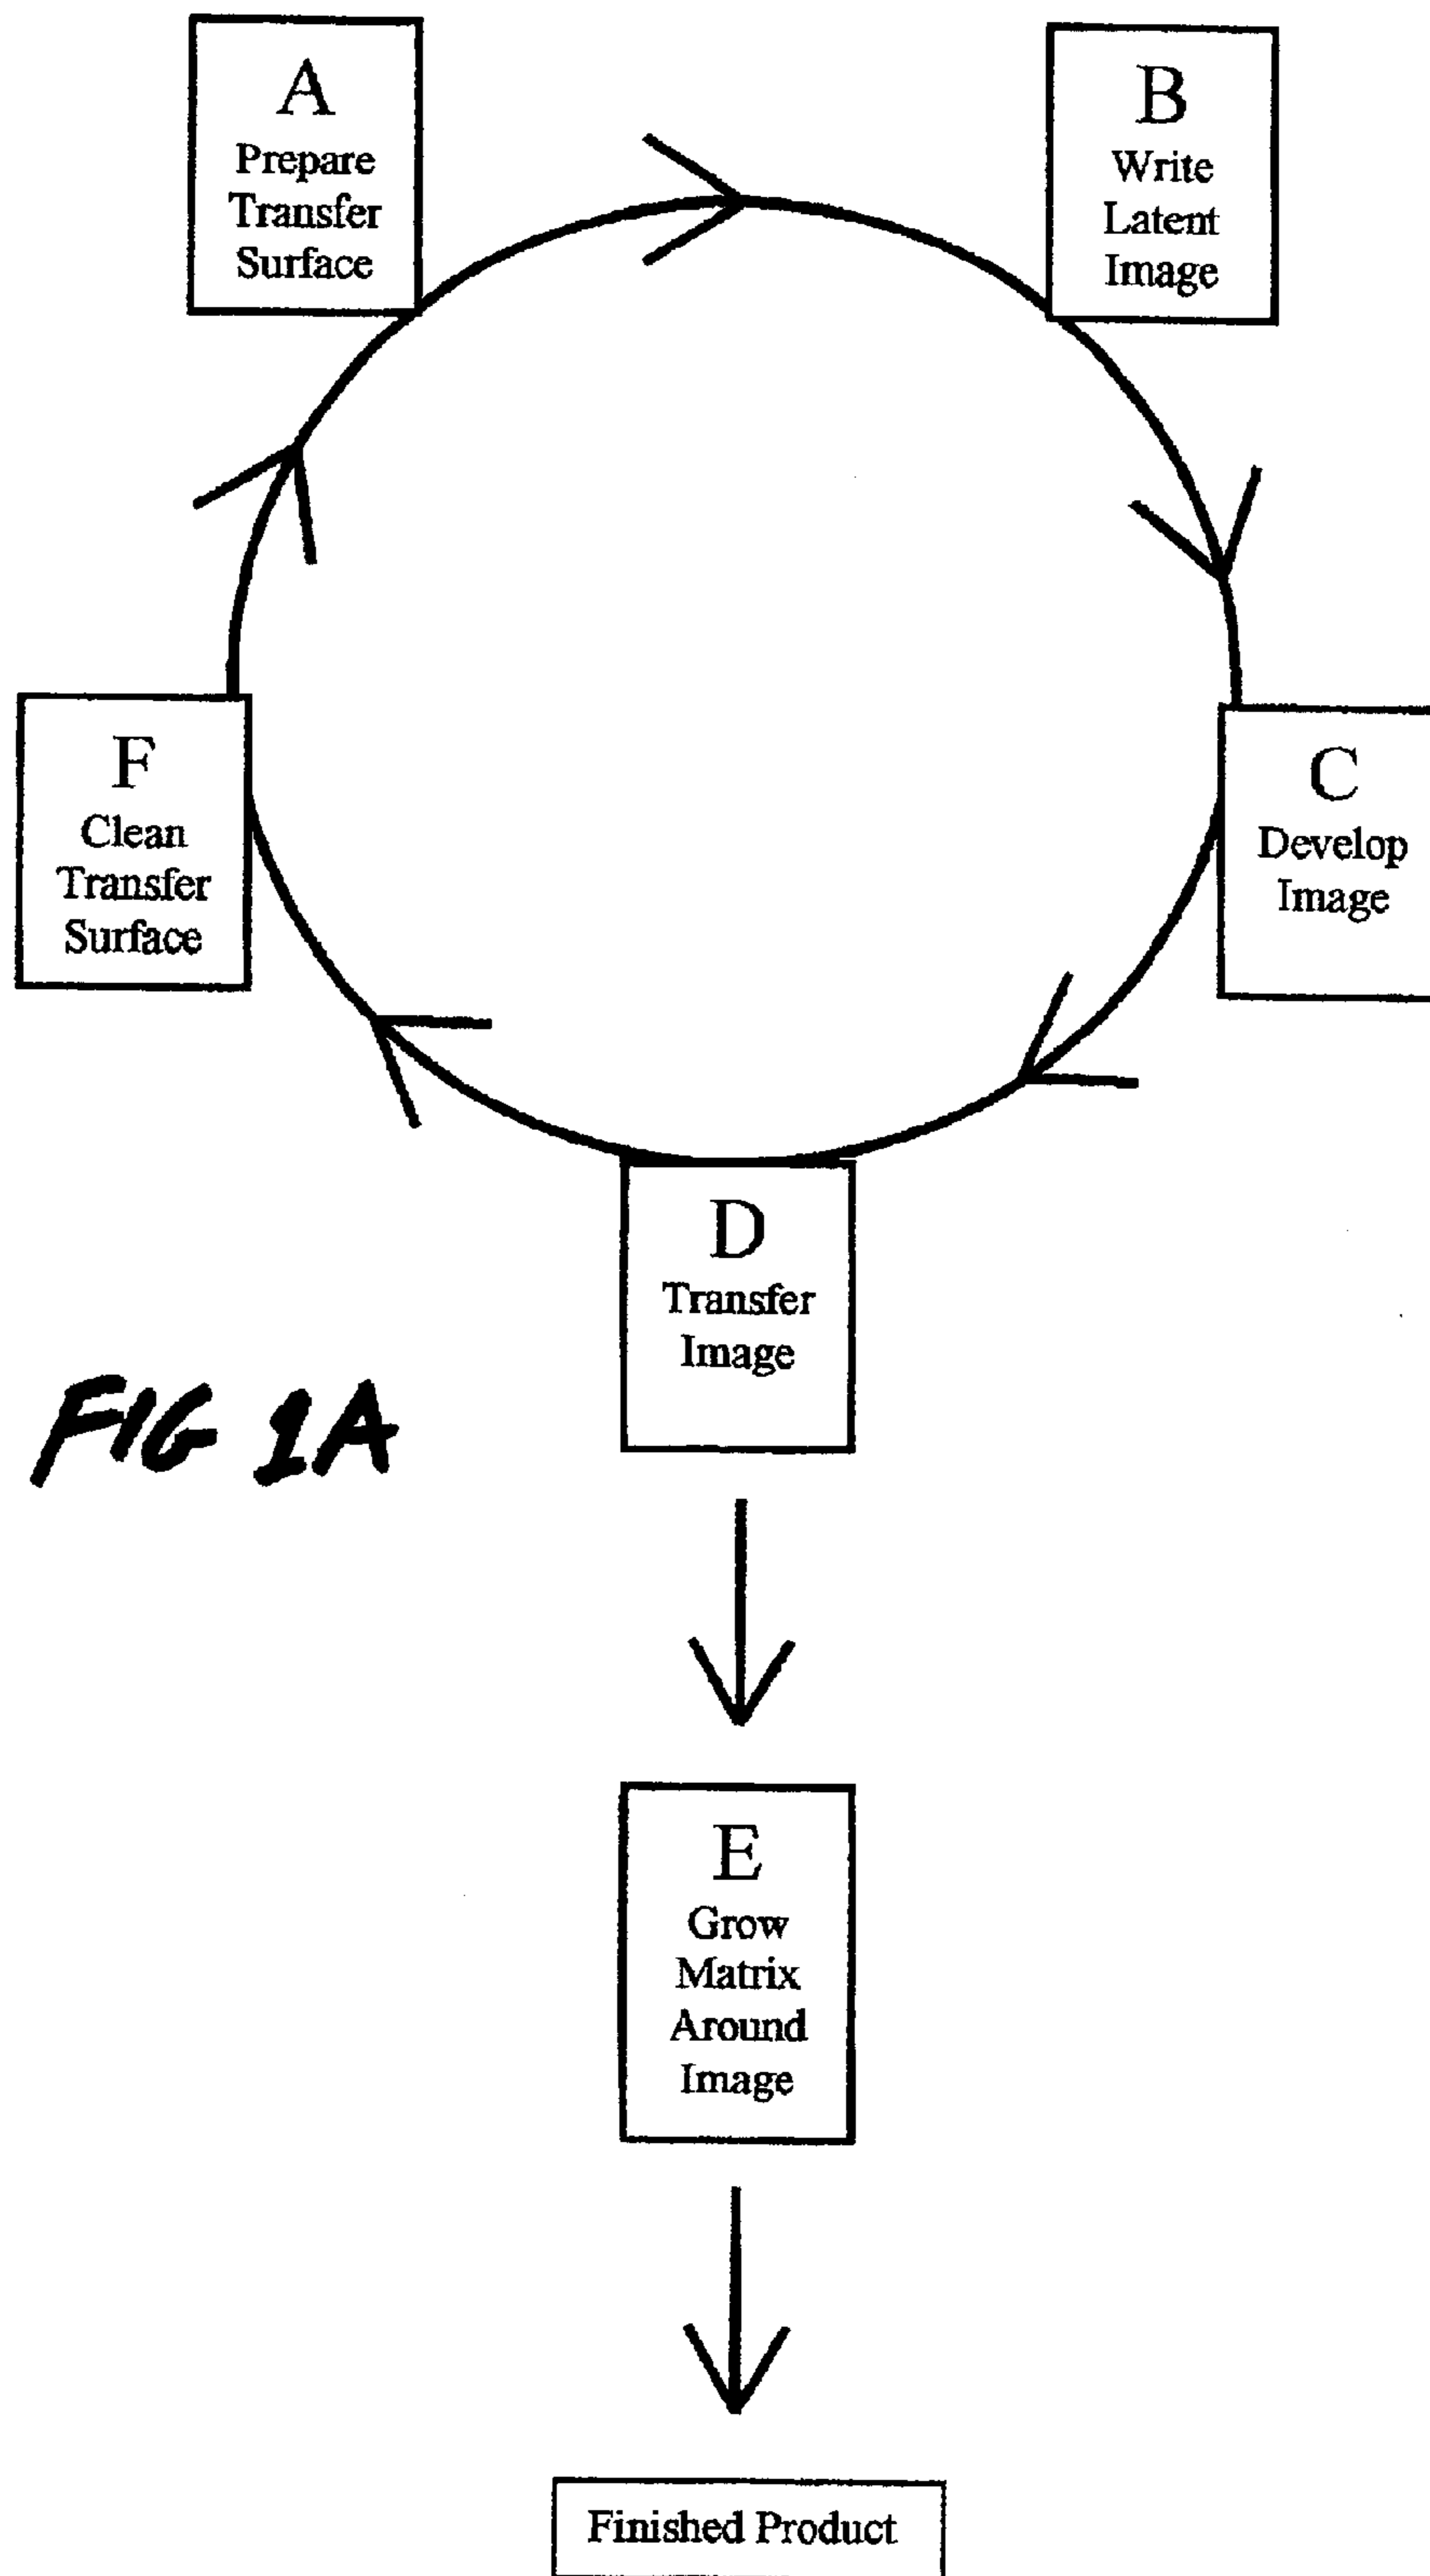 A
Prepare
Transfer
Surface
B
Write
Latent
Image
F
Clean
Transfer
Surface
C
Develop
Image
D
Transfer
Image
FIG 1A
E
Grow
Matrix
Around
Image
Finished Product